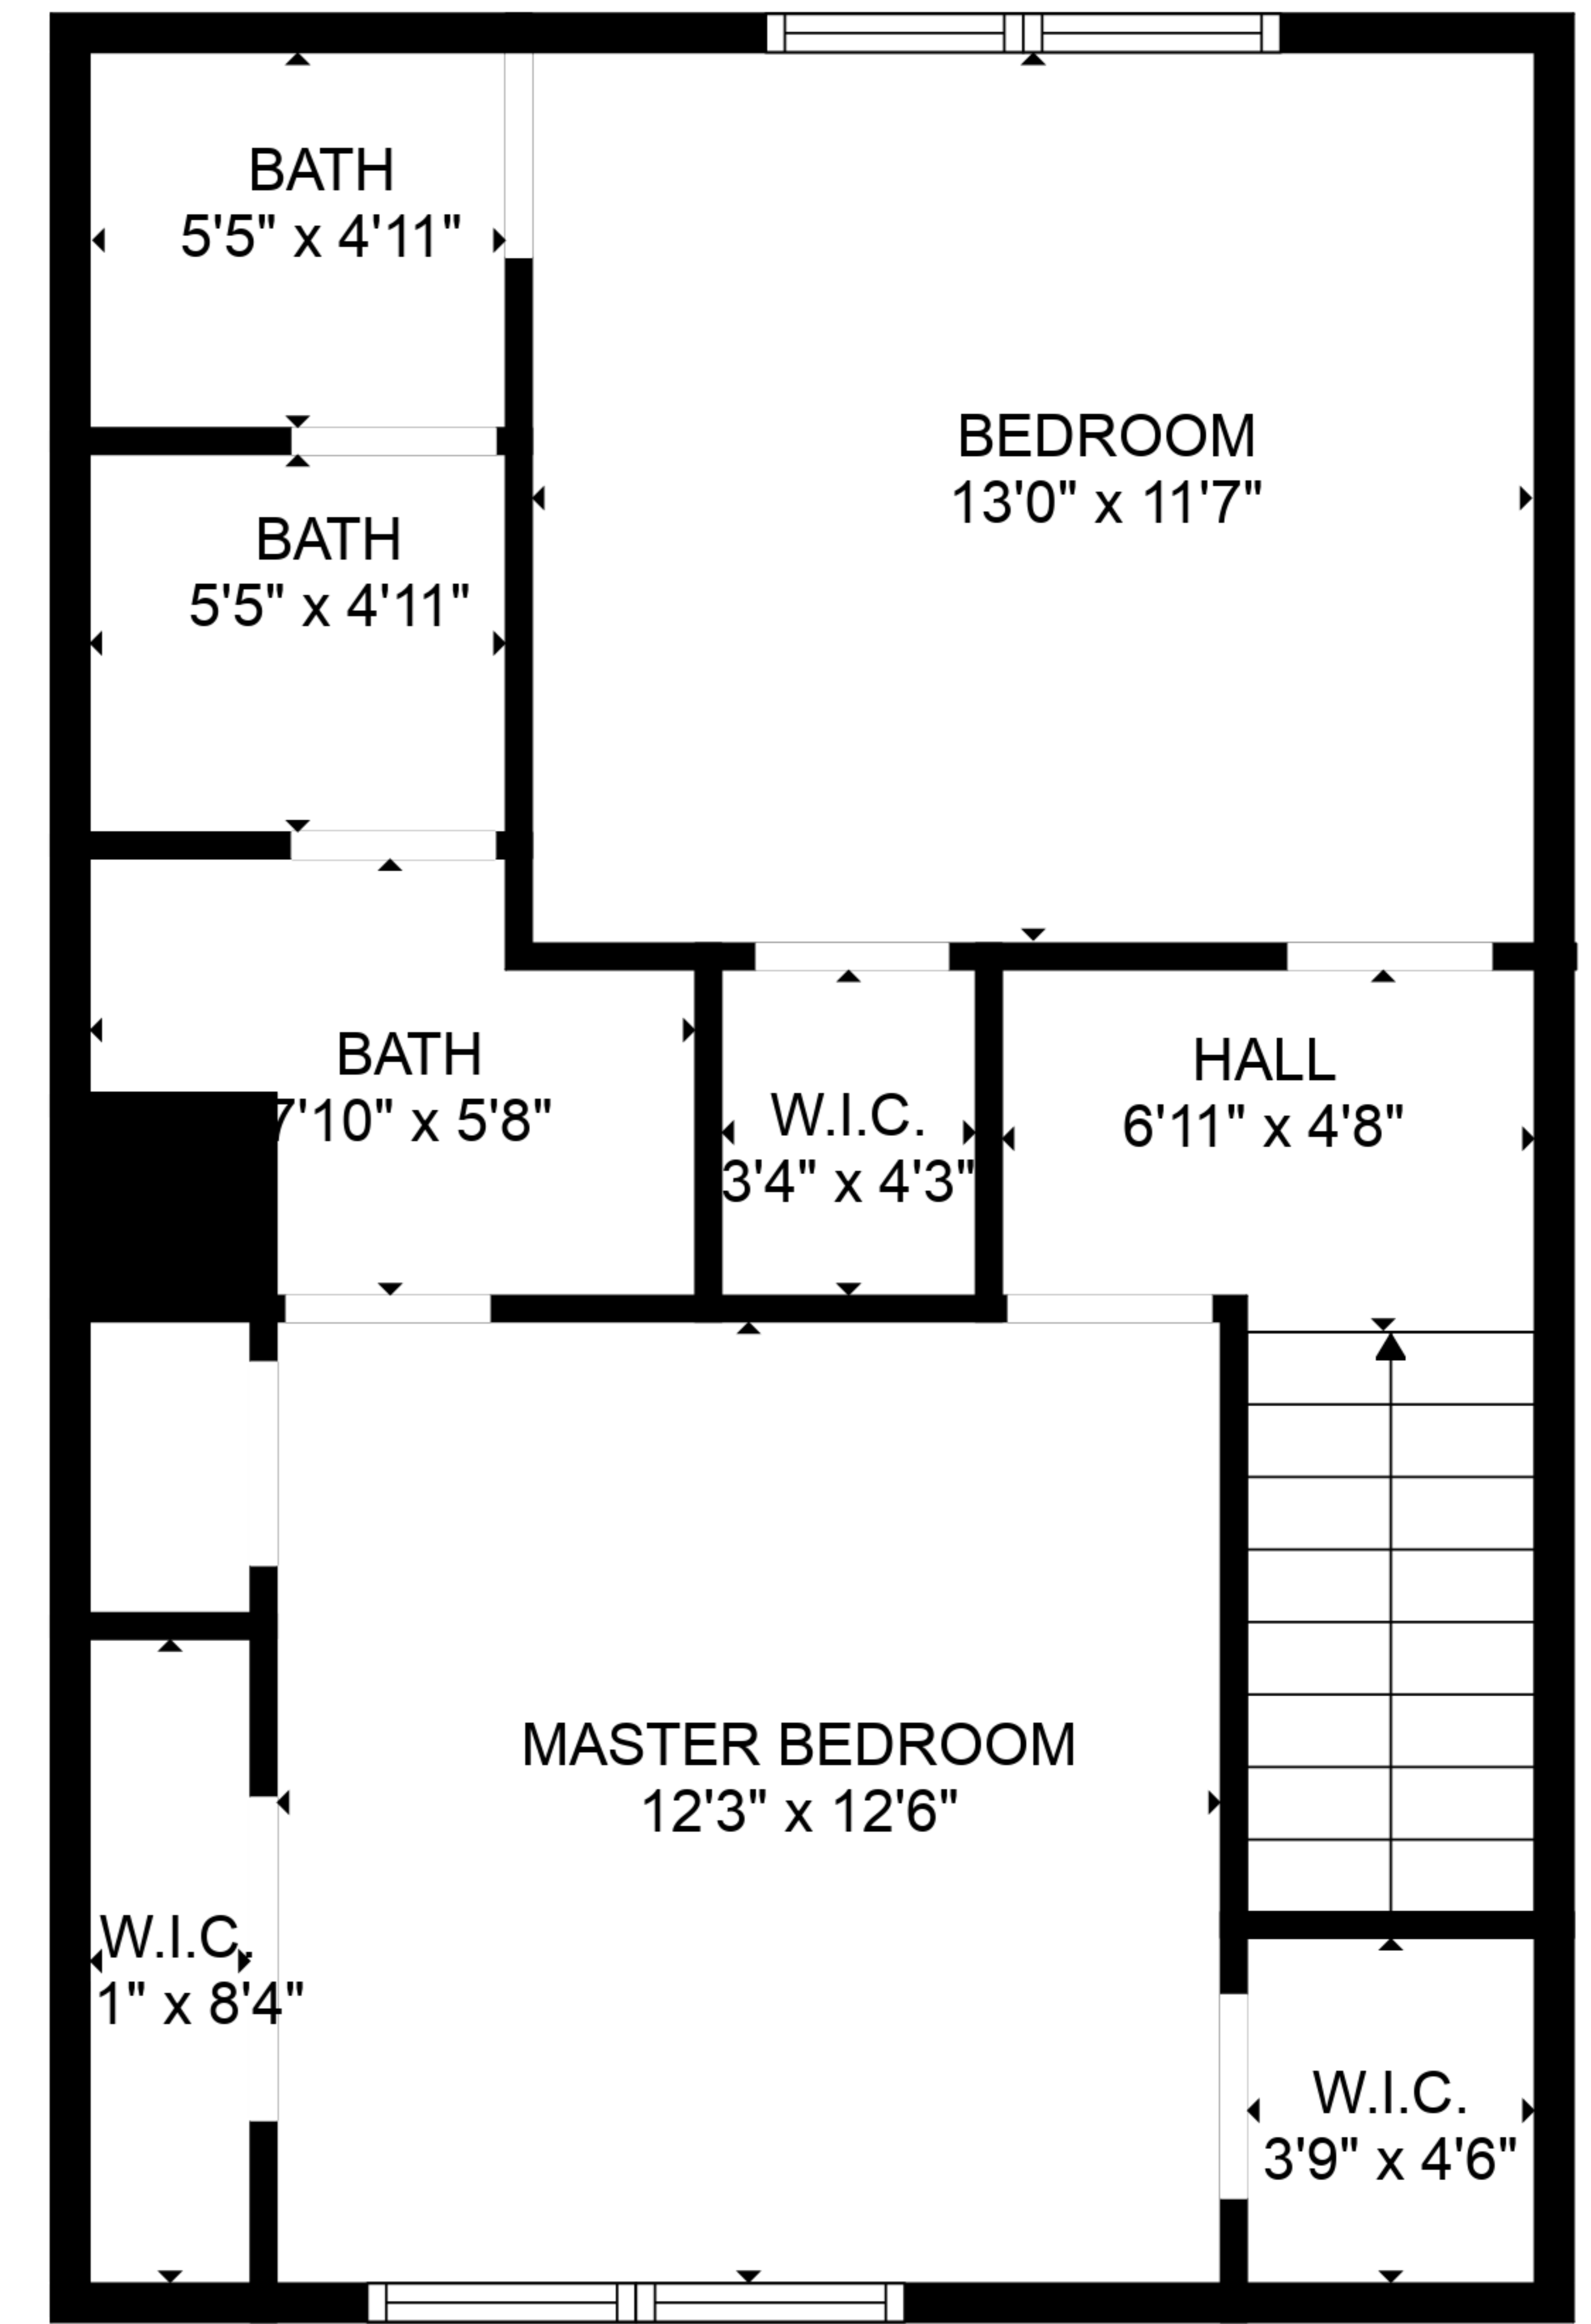 BATH
5'5" x 4'11"
BEDROOM
13'0" x 11'7"
BATH
5'5" x 4'11"
BATH
7'10" x 5'8"
W.I.C.
3'4" x 4'3"
HALL
6'11" x 4'8"
MASTER BEDROOM
12'3" x 12'6"
W.I.C.
1" x 8'4"
W.I.C.
3'9" x 4'6"